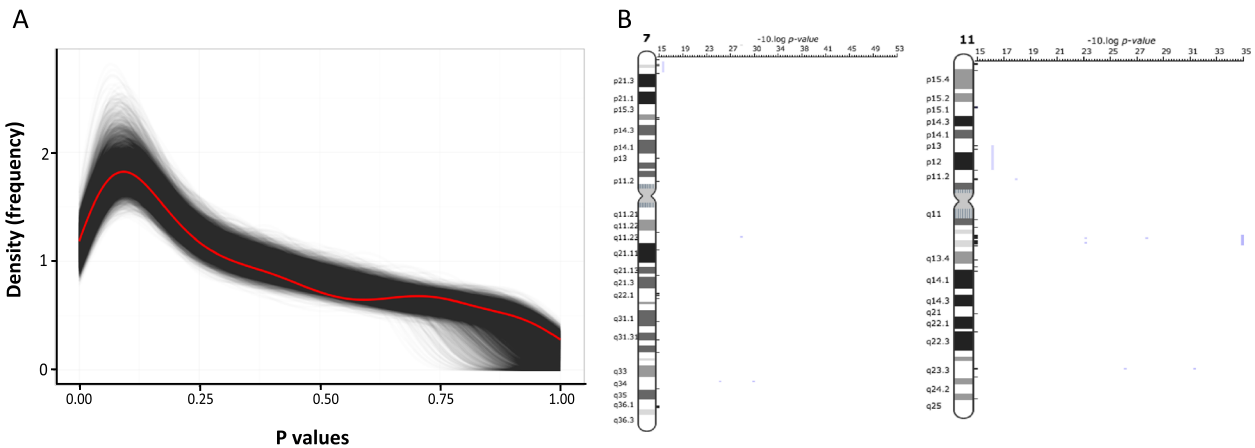 A
B
Density (frequency)
2
1
0
0.00 0.25 0.50 0.75 1.00
P values
7
-10.log p-value
15 19 23 27 30 34 38 41 45 49 53
p21.3
p21.1
p15.3
p14.3
p14.1
p13
p11.2
q11.21
q11.22
q11.23
q21.11
q21.13
q21.3
q22.1
q31.1
q31.31
q33
q34
q35
q36.1
q36.3
11
-10.log p-value
15 17 19 21 23 25 27 29 31 33 35
p15.4
p15.2
p15.1
p14.3
p14.1
p13
p12
p11.2
q11
q13.4
q14.1
q14.3
q21
q22.1
q22.3
q23.3
q24.2
q25